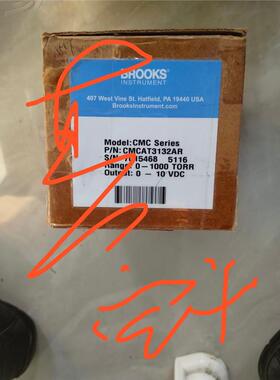 BROOKS
INSTRUMENT
407 West Vine St. Hatfield, PA 19440 USA
BrooksInstrument.com
Model:CMC Series
P/N:CMCAT3132AR
5468 5116
Range: 0-1000 TORR
Output: 0 - 10 VDC